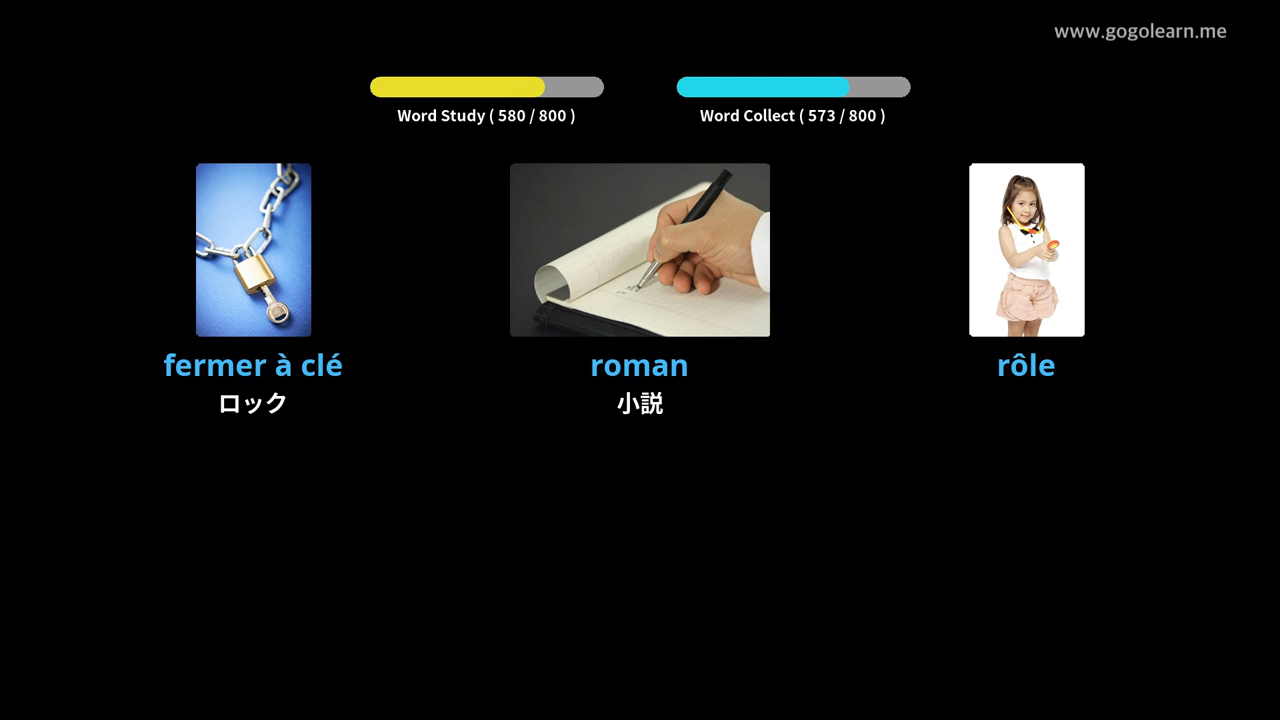 www.gogolearn.me
Word Study ( 580 / 800 )
Word Collect ( 573 / 800 )
fermer à clé
ロック
roman
小説
rôle